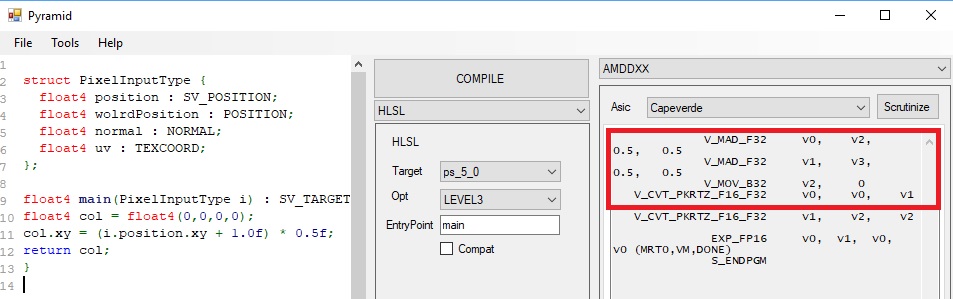 Pyramid
File Tools Help
1
2 struct PixelInputType {
3 float4 position : SV_POSITION;
4 float4 wolrdPosition : POSITION;
5 float4 normal : NORMAL;
6 float4 uv : TEXCOORD;
7 };
8
9 float4 main(PixelInputType i) : SV_TARGET
10 float4 col = float4(0,0,0,0);
11 col.xy = (i.position.xy + 1.0f) * 0.5f;
12 return col;
13 }
14
COMPILE
HLSL
HLSL
Target ps_5_0
Opt LEVEL3
EntryPoint main
Compat
AMDDXX
Asic Capeverde Scrutinize
V_MAD_F32 v0, v2,
0.5, 0.5
V_MAD_F32 v1, v3,
0.5, 0.5
V_MOV_B32 v2, 0
V_CVT_PKRTZ_F16_F32 v0, v0, v1
V_CVT_PKRTZ_F16_F32 v1, v2, v2
EXP_FP16 v0, v1, v0,
v0 (MRT0,VM,DONE)
S_ENDPGM